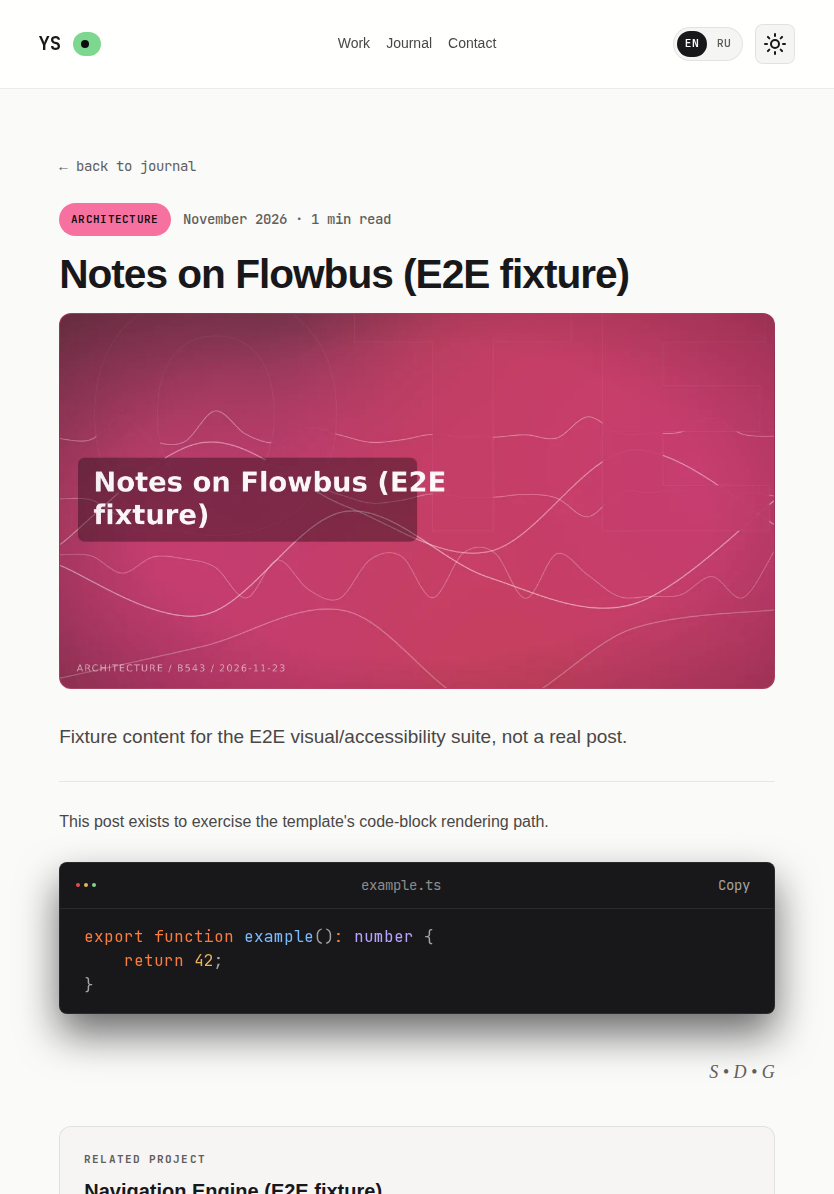 YS
Work Journal Contact
EN RU
← back to journal
ARCHITECTURE November 2026 · 1 min read
Notes on Flowbus (E2E fixture)
Notes on Flowbus (E2E
fixture)
ARCHITECTURE / B543 / 2026-11-23
Fixture content for the E2E visual/accessibility suite, not a real post.
This post exists to exercise the template's code-block rendering path.
example.ts Copy
export function example(): number {
    return 42;
}
S • D • G
RELATED PROJECT
Navigation Engine (E2E fixture)